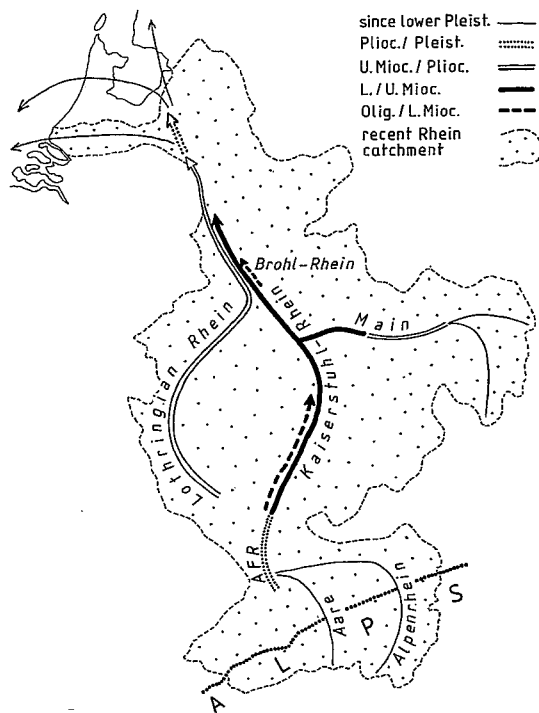 since lower Pleist.
Plioc./ Pleist.
U. Mioc./ Plioc.
L./ U. Mioc.
Olig./ L. Mioc.
recent Rhein
catchment
Brohl-Rhein
Main
Lothringian Rhein
Kaiserstuhl-Rhein
AFR
Aare
Alpenrhein
A L P S